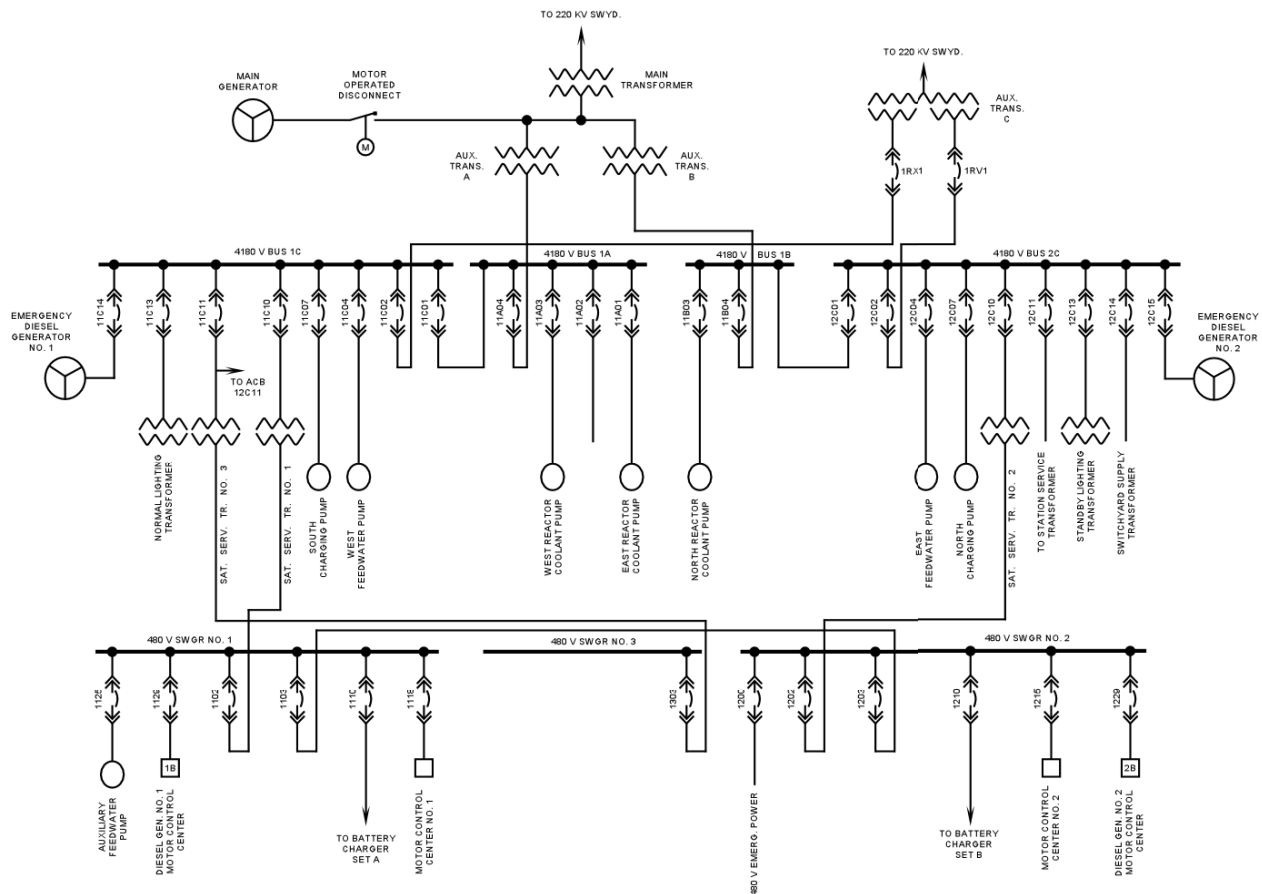 TO 220 KV SWYD.
TO 220 KV SWYD.
MAIN
GENERATOR
MOTOR
OPERATED
DISCONNECT
MAIN
TRANSFORMER
AUX.
TRANS.
C
M
AUX.
TRANS.
A
AUX.
TRANS.
B
1RX1
1RV1
4180 V BUS 1C
4180 V BUS 1A
4180 V BUS 1B
4180 V BUS 2C
11C14
11C13
11C11
11C10
11C07
11C04
11C02
11C01
11A04
11A03
11A02
11A01
11B03
11B04
12C01
12C02
12C04
12C07
12C10
12C11
12C13
12C14
12C15
EMERGENCY
DIESEL
GENERATOR
NO. 1
EMERGENCY
DIESEL
GENERATOR
NO. 2
TO ACB
12C11
NORMAL LIGHTING
TRANSFORMER
SAT. SERV. TR. NO. 3
SAT. SERV. TR. NO. 1
SOUTH
CHARGING PUMP
WEST
FEEDWATER PUMP
WEST REACTOR
COOLANT PUMP
EAST REACTOR
COOLANT PUMP
NORTH REACTOR
COOLANT PUMP
EAST
FEEDWATER PUMP
NORTH
CHARGING PUMP
SAT. SERV. TR. NO. 2
TO STATION SERVICE
TRANSFORMER
STANDBY LIGHTING
TRANSFORMER
SWITCHYARD SUPPLY
TRANSFORMER
480 V SWGR NO. 1
480 V SWGR NO. 3
480 V SWGR NO. 2
1125
1129
1102
1103
1110
1118
1303
1200
1202
1203
1210
1215
1229
1B
2B
AUXILIARY
FEEDWATER
PUMP
DIESEL GEN. NO. 1
MOTOR CONTROL
CENTER
TO BATTERY
CHARGER
SET A
MOTOR CONTROL
CENTER NO. 1
480 V EMERG. POWER
TO BATTERY
CHARGER
SET B
MOTOR CONTROL
CENTER NO. 2
DIESEL GEN. NO. 2
MOTOR CONTROL
CENTER